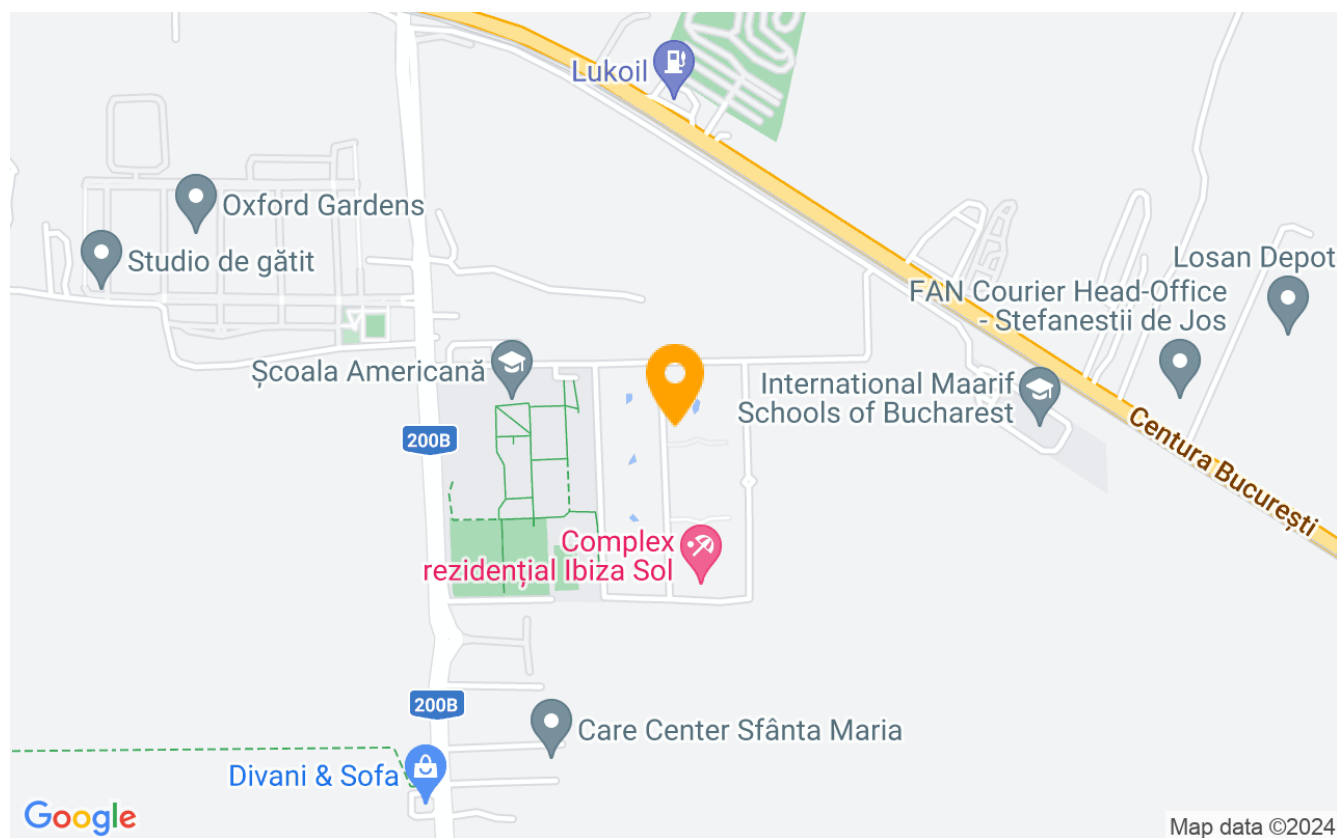 Lukoil
Oxford Gardens
Studio de gătit
Losan Depot
FAN Courier Head-Office
- Stefanestii de Jos
Școala Americană
International Maarif
Schools of Bucharest
200B
Centura București
Complex
rezidențial Ibiza Sol
200B
Care Center Sfânta Maria
Divani & Sofa
Google
Map data ©2024